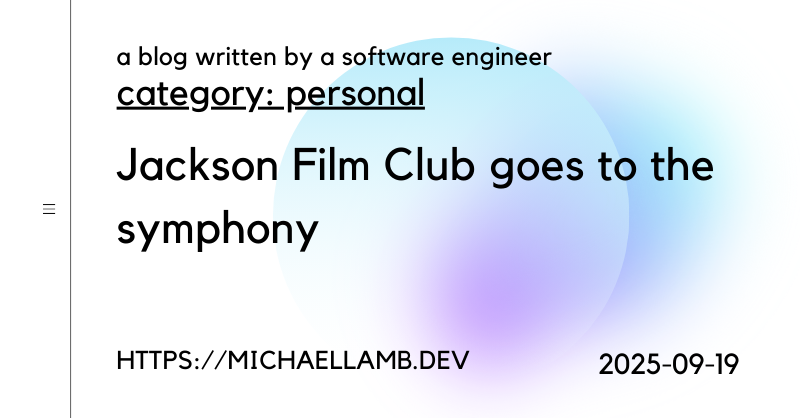 a blog written by a software engineer
category: personal
Jackson Film Club goes to the
symphony
HTTPS://MICHAELLAMB.DEV
2025-09-19